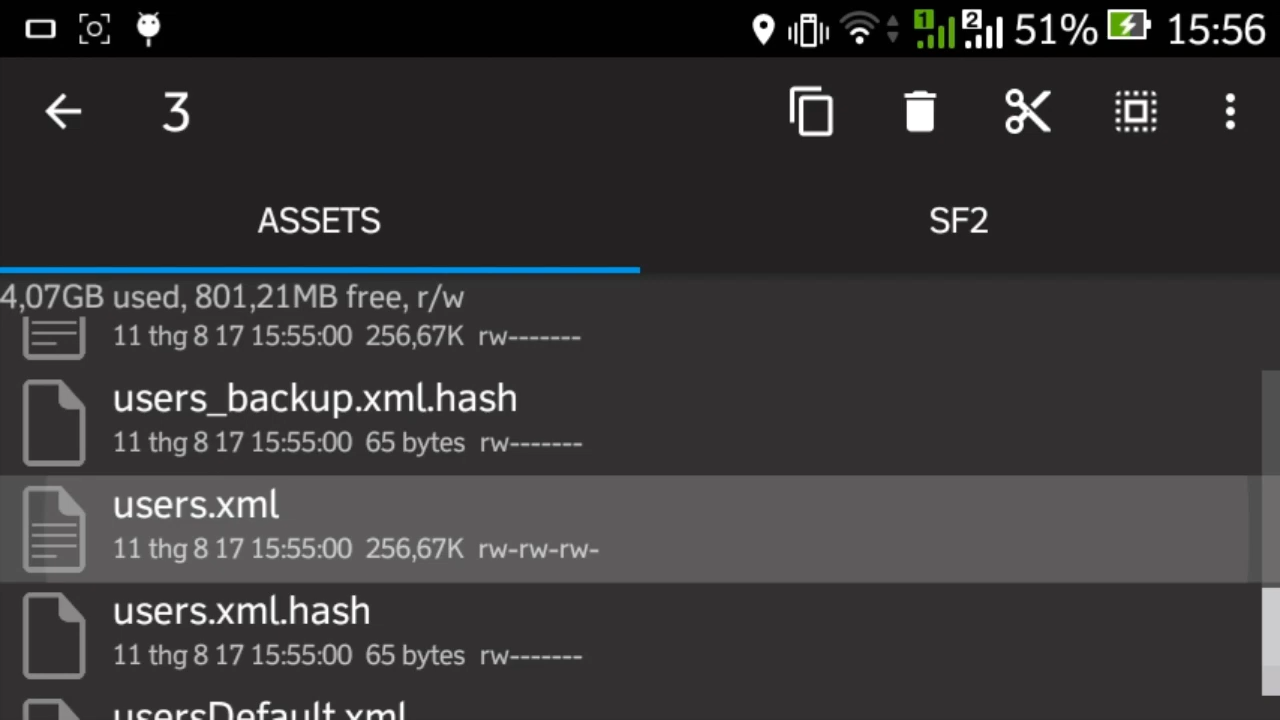 1 2 51% 15:56
3
ASSETS SF2
4,07GB used, 801,21MB free, r/w
11 thg 8 17 15:55:00 256,67K rw-------
users_backup.xml.hash
11 thg 8 17 15:55:00 65 bytes rw-------
users.xml
11 thg 8 17 15:55:00 256,67K rw-rw-rw-
users.xml.hash
11 thg 8 17 15:55:00 65 bytes rw-------
usersDefault.xml